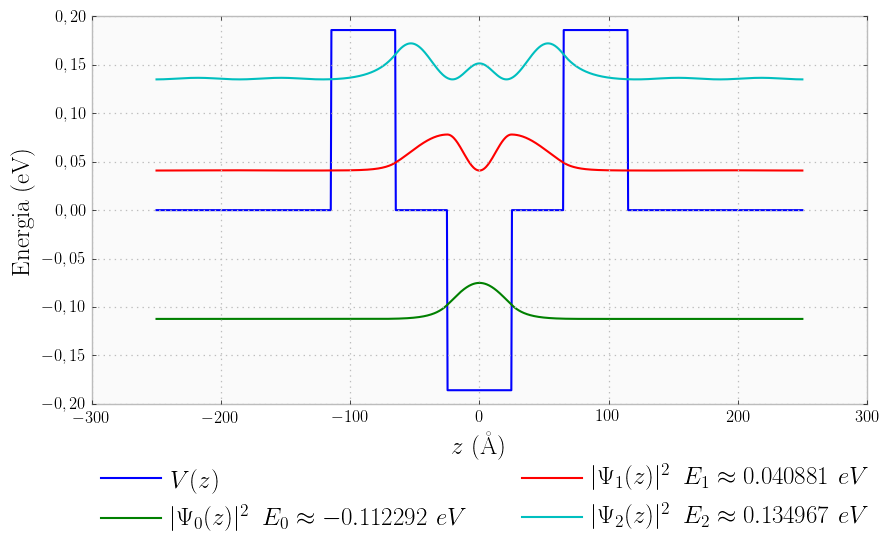 0,20
0,15
0,10
0,05
0,00
−0,05
−0,10
−0,15
−0,20
Energia (eV)
−300 −200 −100 0 100 200 300
z (Å)
V(z)
|Ψ₀(z)|² E₀ ≈ −0.112292 eV
|Ψ₁(z)|² E₁ ≈ 0.040881 eV
|Ψ₂(z)|² E₂ ≈ 0.134967 eV